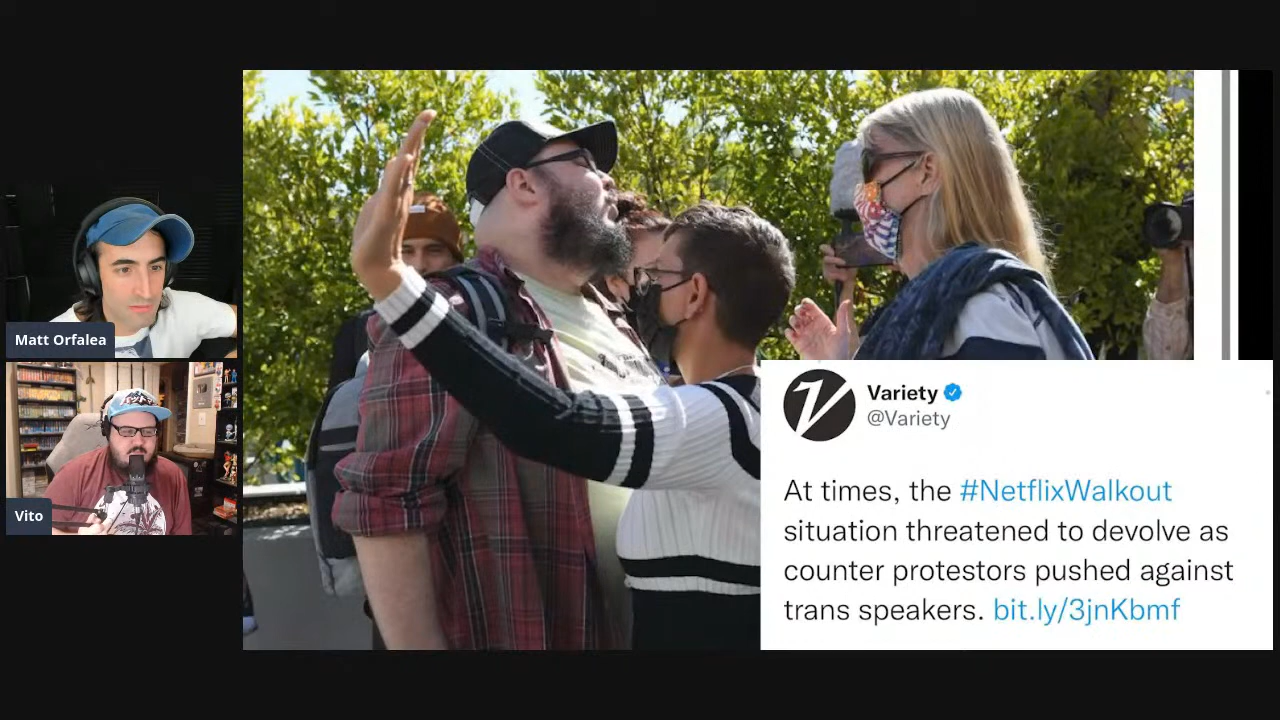 Matt Orfalea
Vito
Variety
@Variety
At times, the #NetflixWalkout
situation threatened to devolve as
counter protestors pushed against
trans speakers. bit.ly/3jnKbmf